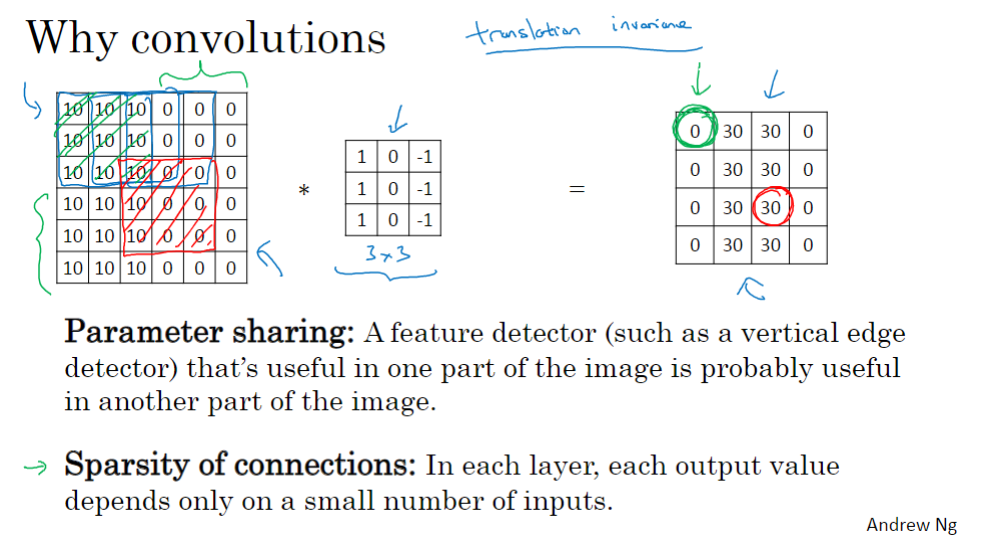 Why convolutions
translation invariane
10 10 10 0 0 0
10 10 10 0 0 0
10 10 10 0 0 0
10 10 10 0 0 0
10 10 10 0 0 0
10 10 10 0 0 0
*
1 0 -1
1 0 -1
1 0 -1
3x3
=
0 30 30 0
0 30 30 0
0 30 30 0
0 30 30 0
Parameter sharing: A feature detector (such as a vertical edge
detector) that's useful in one part of the image is probably useful
in another part of the image.
Sparsity of connections: In each layer, each output value
depends only on a small number of inputs.
Andrew Ng